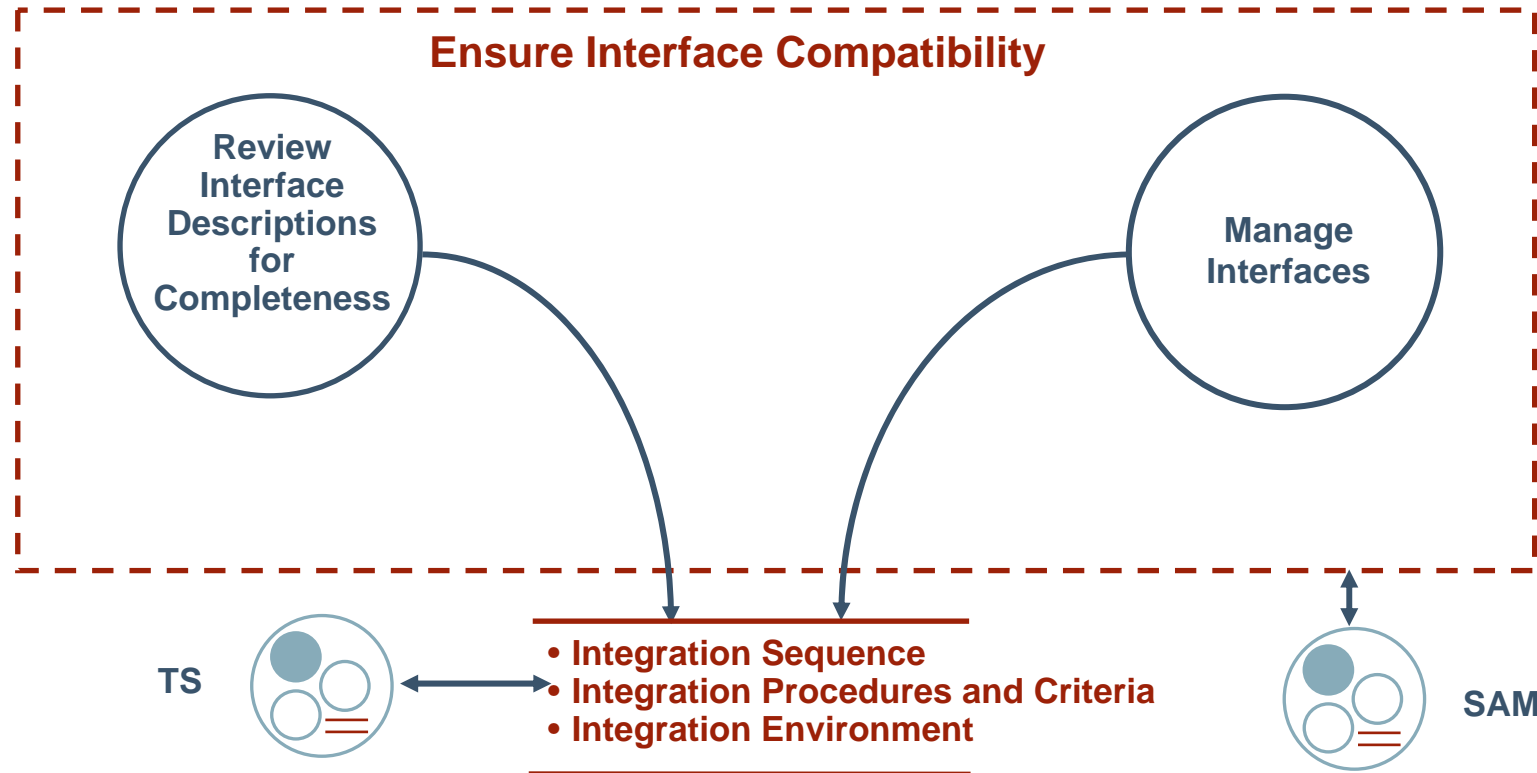 Ensure Interface Compatibility
Review
Interface
Descriptions
for
Completeness
Manage
Interfaces
TS
• Integration Sequence
• Integration Procedures and Criteria
• Integration Environment
SAM